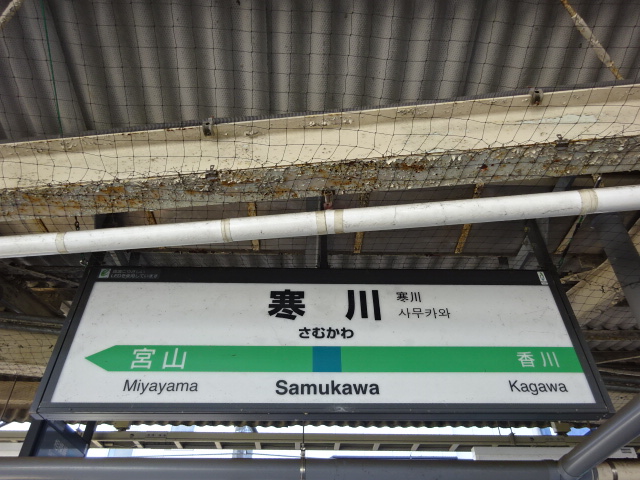 寒川
寒川
사무카와
さむかわ
宮山
香川
Miyayama
Samukawa
Kagawa